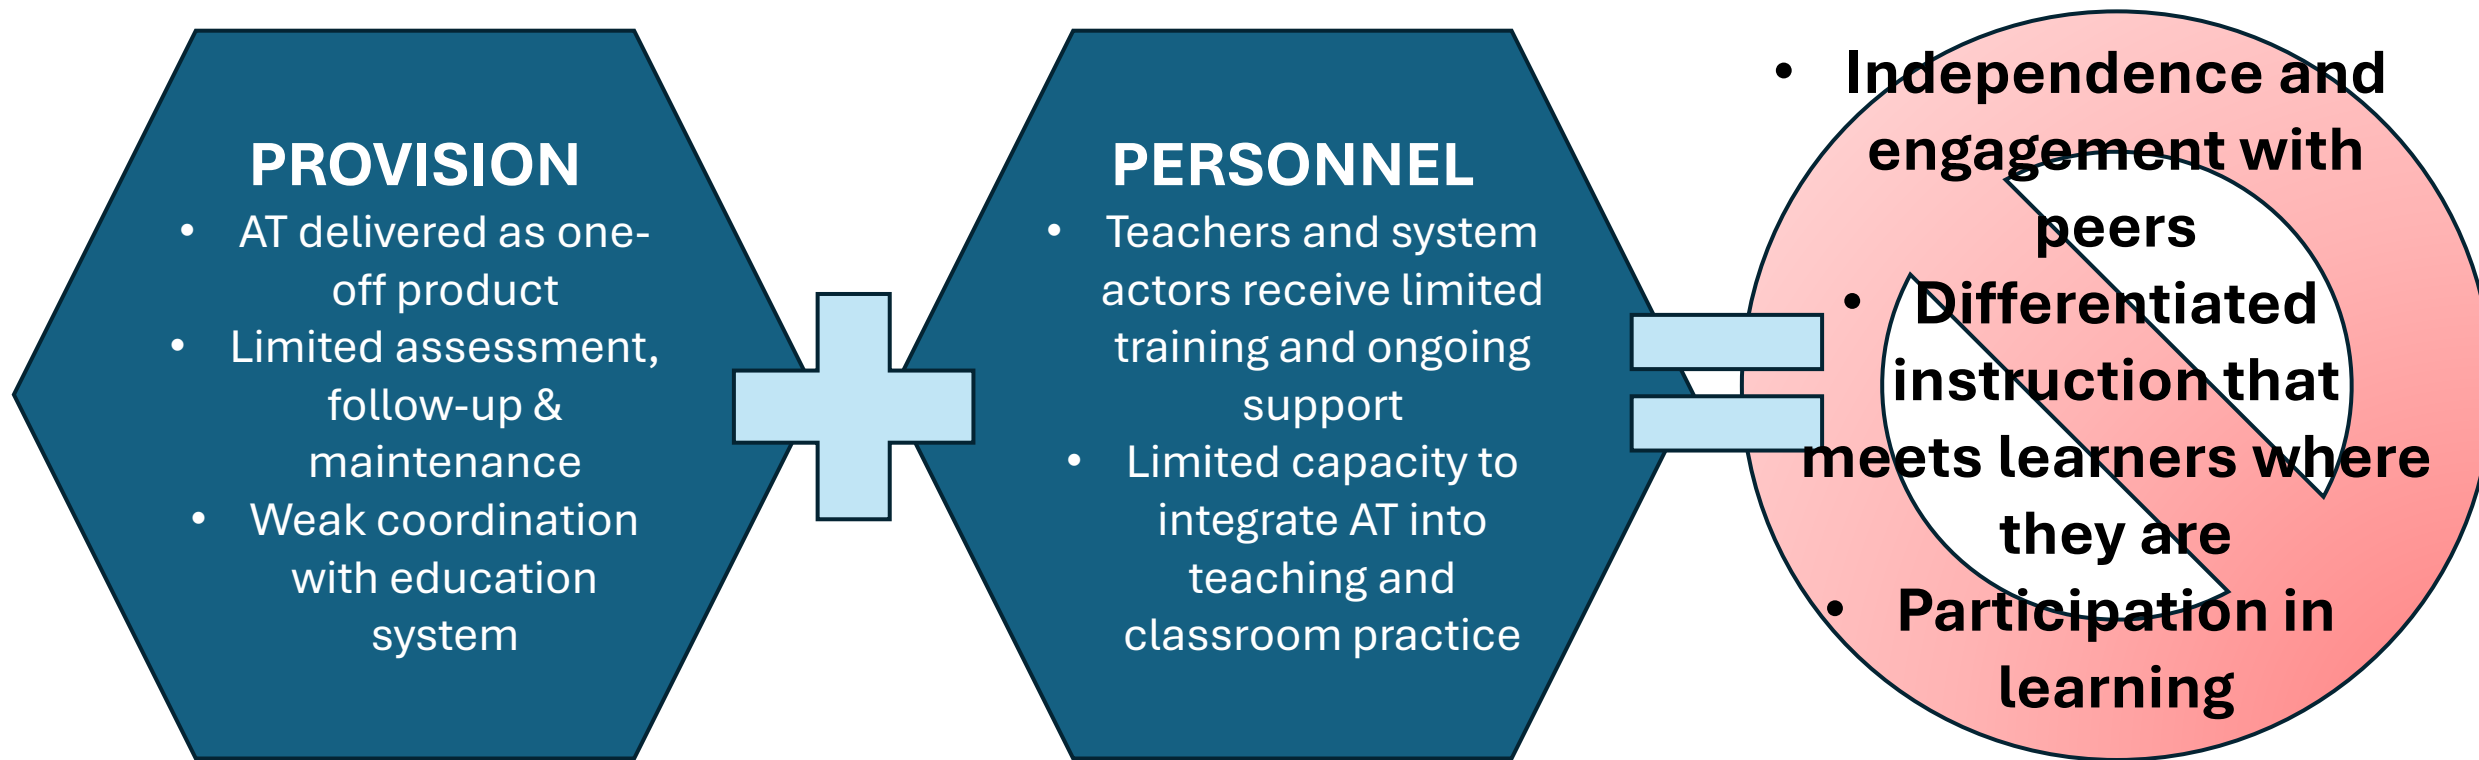 PROVISION
• AT delivered as one-
off product
• Limited assessment,
follow-up &
maintenance
• Weak coordination
with education
system
PERSONNEL
• Teachers and system
actors receive limited
training and ongoing
support
• Limited capacity to
integrate AT into
teaching and
classroom practice
• Independence and
engagement with
peers
• Differentiated
instruction that
meets learners where
they are
• Participation in
learning